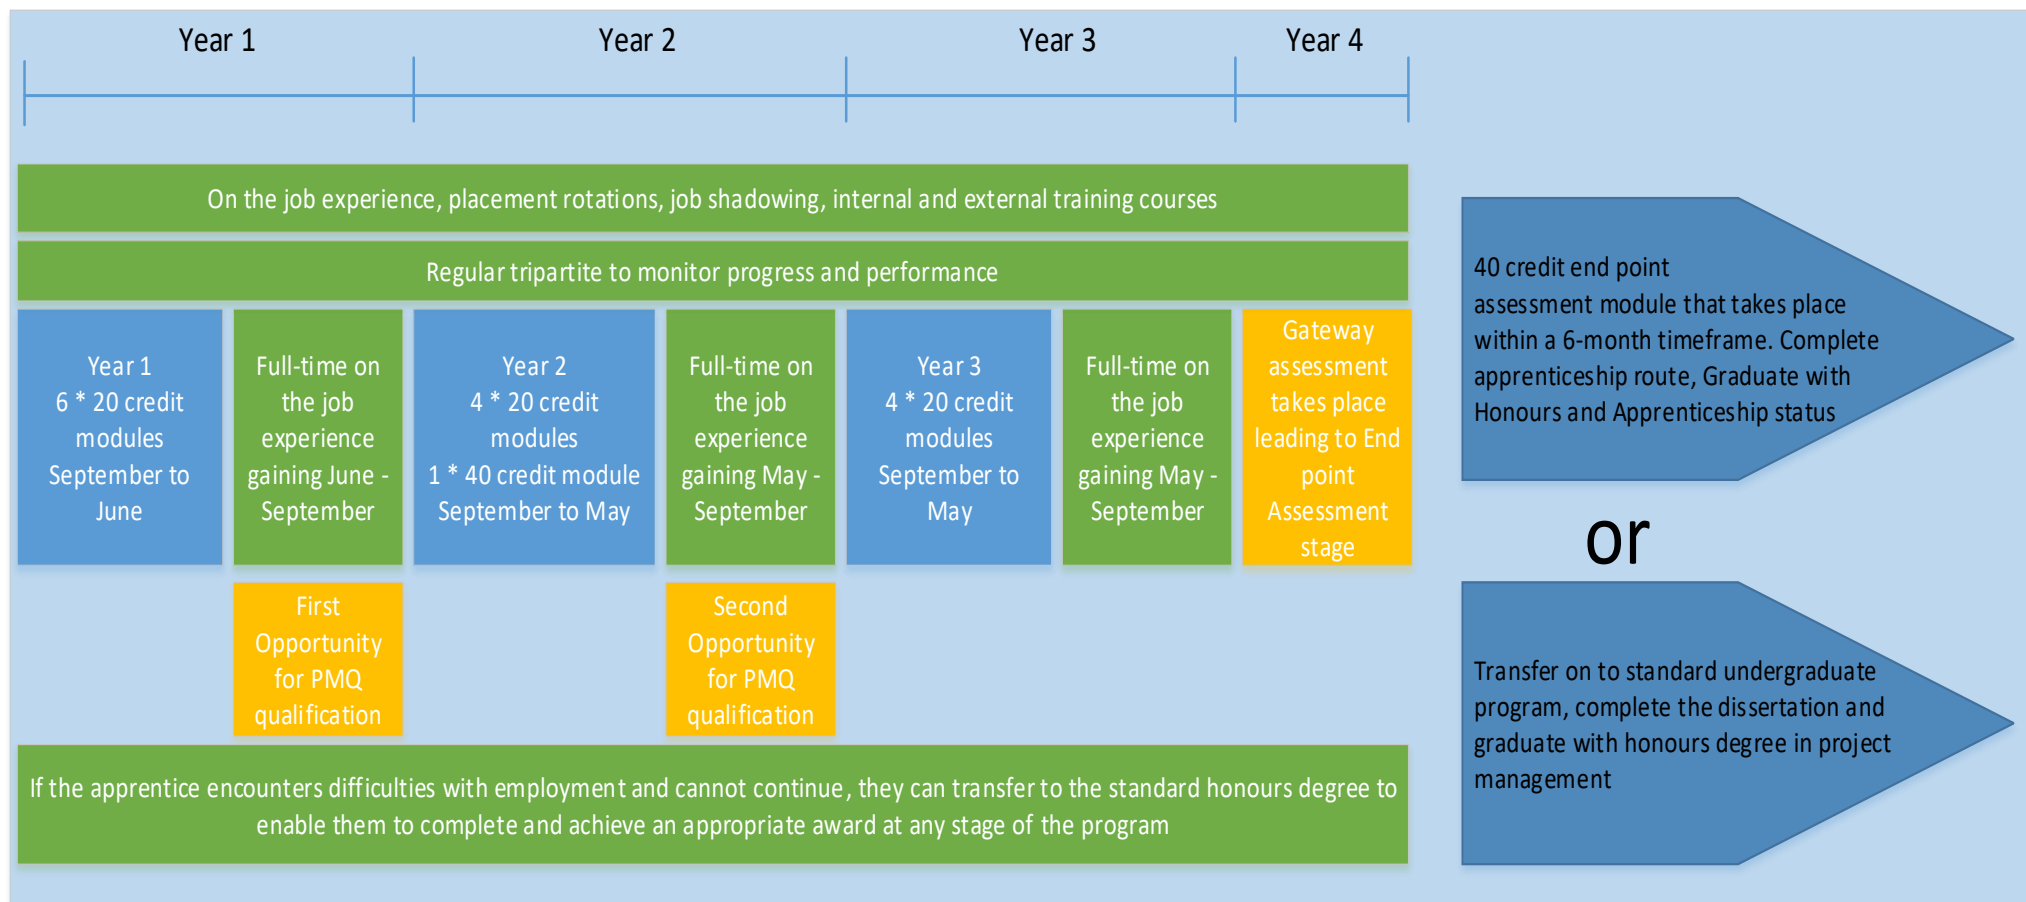 Year 1
Year 2
Year 3
Year 4
On the job experience, placement rotations, job shadowing, internal and external training courses
Regular tripartite to monitor progress and performance
Year 1
6 * 20 credit
modules
September to
June
Full-time on
the job
experience
gaining June -
September
Year 2
4 * 20 credit
modules
1 * 40 credit module
September to May
Full-time on
the job
experience
gaining May -
September
Year 3
4 * 20 credit
modules
September to
May
Full-time on
the job
experience
gaining May -
September
Gateway
assessment
takes place
leading to End
point
Assessment
stage
First
Opportunity
for PMQ
qualification
Second
Opportunity
for PMQ
qualification
If the apprentice encounters difficulties with employment and cannot continue, they can transfer to the standard honours degree to
enable them to complete and achieve an appropriate award at any stage of the program
40 credit end point
assessment module that takes place
within a 6-month timeframe. Complete
apprenticeship route, Graduate with
Honours and Apprenticeship status
or
Transfer on to standard undergraduate
program, complete the dissertation and
graduate with honours degree in project
management